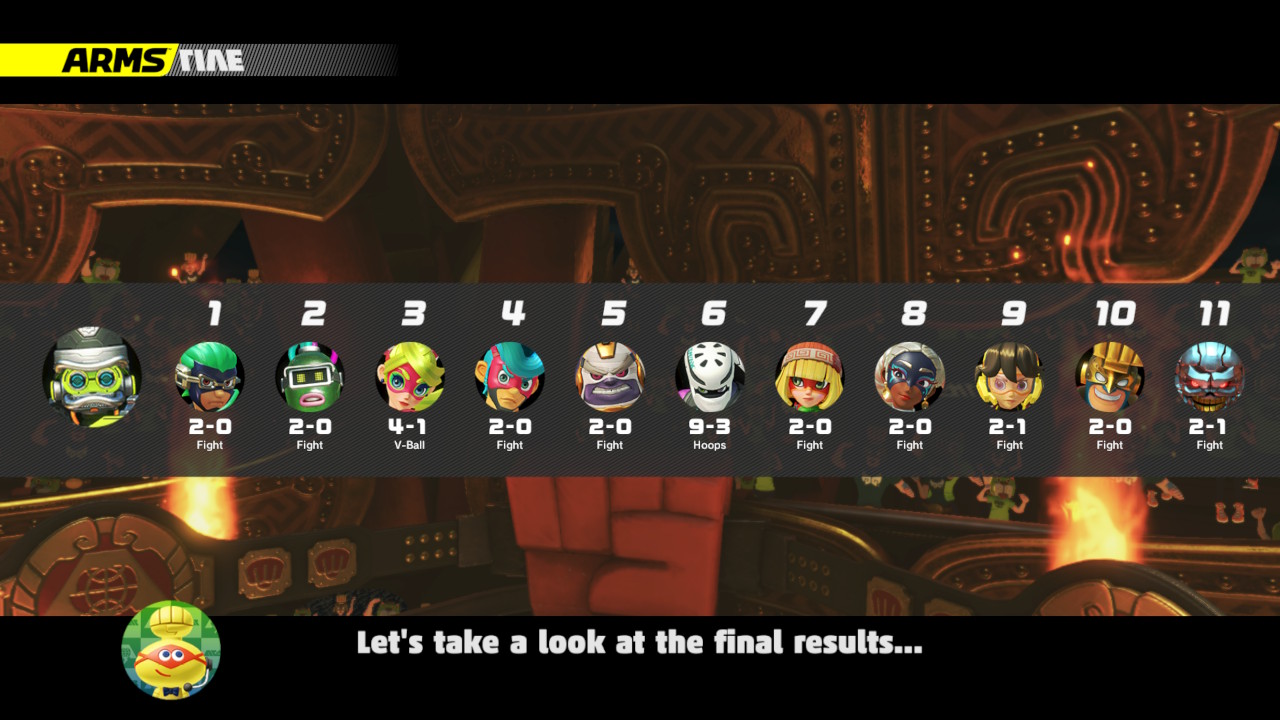 ARMS TIME
1 2 3 4 5 6 7 8 9 10 11
2-0 2-0 4-1 2-0 2-0 9-3 2-0 2-0 2-1 2-0 2-1
Fight Fight V-Ball Fight Fight Hoops Fight Fight Fight Fight Fight
Let's take a look at the final results...